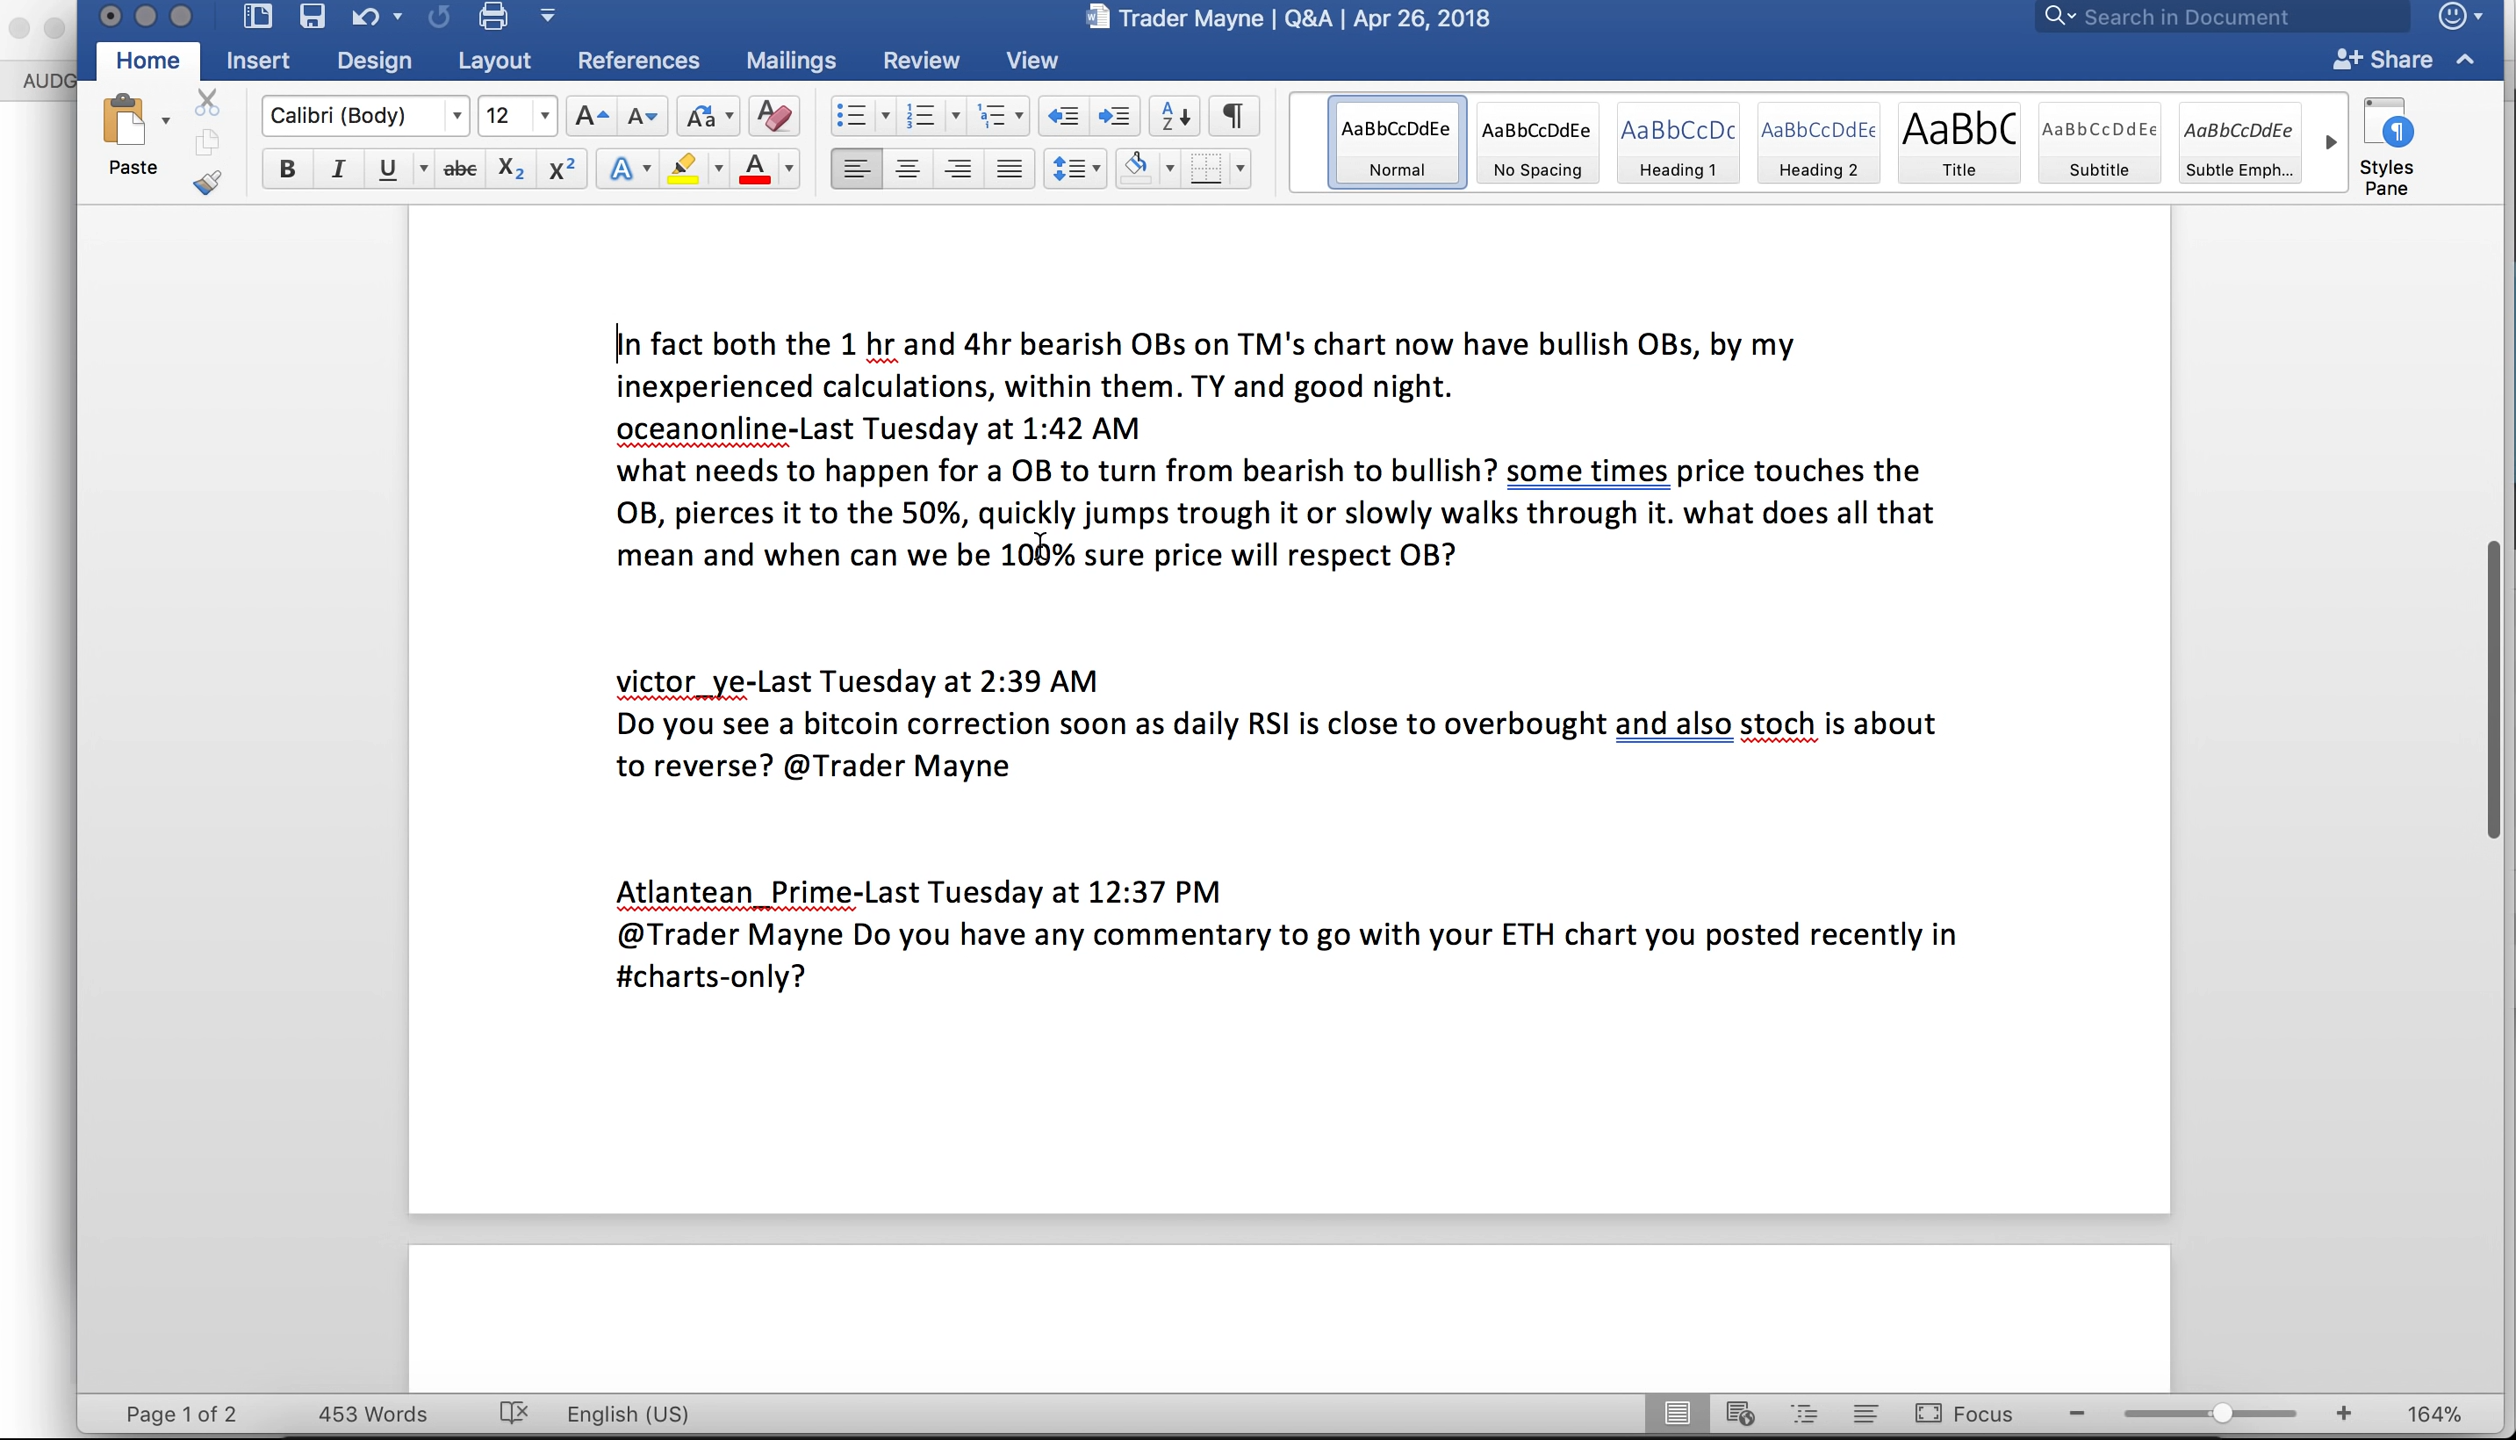 Trader Mayne | Q&A | Apr 26, 2018
Search in Document
Home Insert Design Layout References Mailings Review View
Share
AUDG
Paste
Calibri (Body) 12
AaBbCcDdEe AaBbCcDdEe AaBbCcDc AaBbCcDdEe AaBbC AaBbCcDdEe AaBbCcDdEe
Normal No Spacing Heading 1 Heading 2 Title Subtitle Subtle Emph...
Styles
Pane
In fact both the 1 hr and 4hr bearish OBs on TM's chart now have bullish OBs, by my
inexperienced calculations, within them. TY and good night.
oceanonline-Last Tuesday at 1:42 AM
what needs to happen for a OB to turn from bearish to bullish? some times price touches the
OB, pierces it to the 50%, quickly jumps trough it or slowly walks through it. what does all that
mean and when can we be 100% sure price will respect OB?
victor_ye-Last Tuesday at 2:39 AM
Do you see a bitcoin correction soon as daily RSI is close to overbought and also stoch is about
to reverse? @Trader Mayne
Atlantean_Prime-Last Tuesday at 12:37 PM
@Trader Mayne Do you have any commentary to go with your ETH chart you posted recently in
#charts-only?
Page 1 of 2 453 Words English (US) Focus 164%